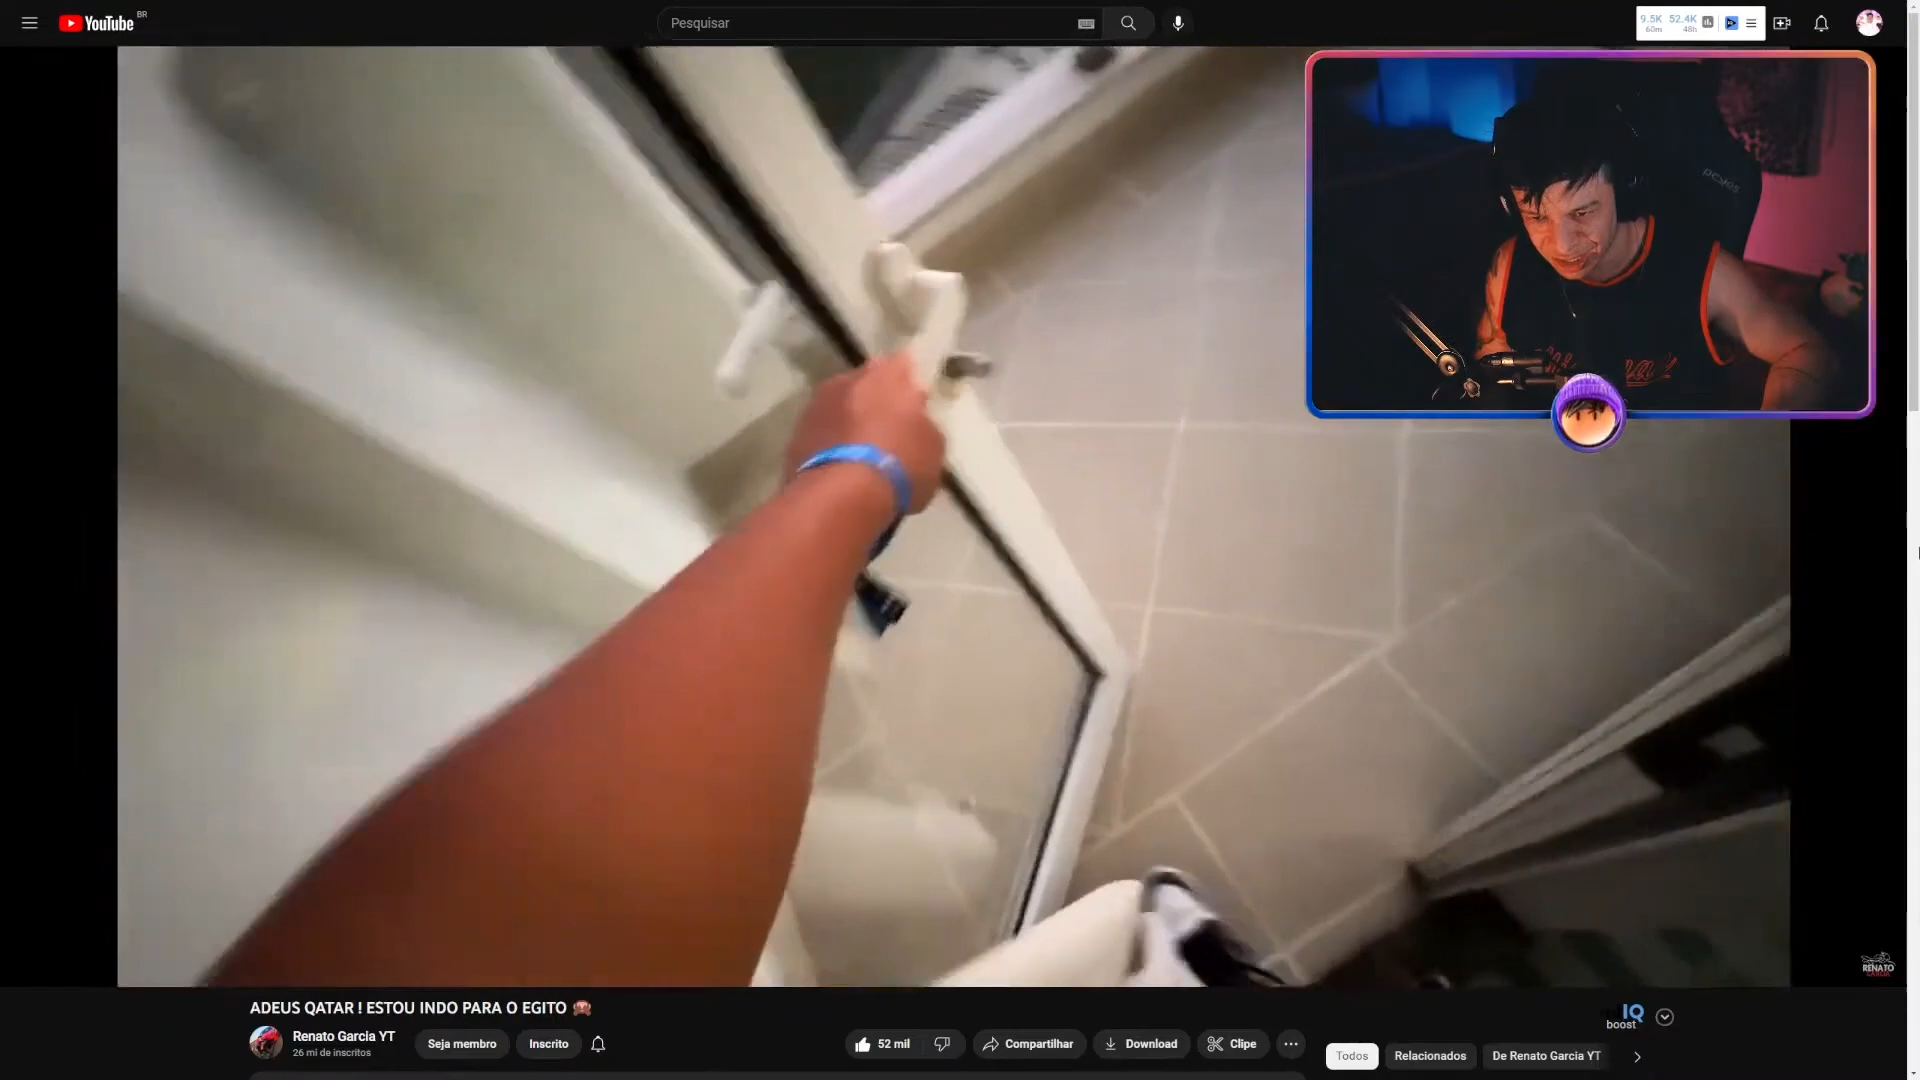 YouTube BR
Pesquisar
9.5K 52.4K
60m 48h
RENATO
GARCIA
ADEUS QATAR ! ESTOU INDO PARA O EGITO
IQ
boost
Renato Garcia YT
26 mi de inscritos
Seja membro
Inscrito
52 mil
Compartilhar
Download
Clipe
Todos
Relacionados
De Renato Garcia YT